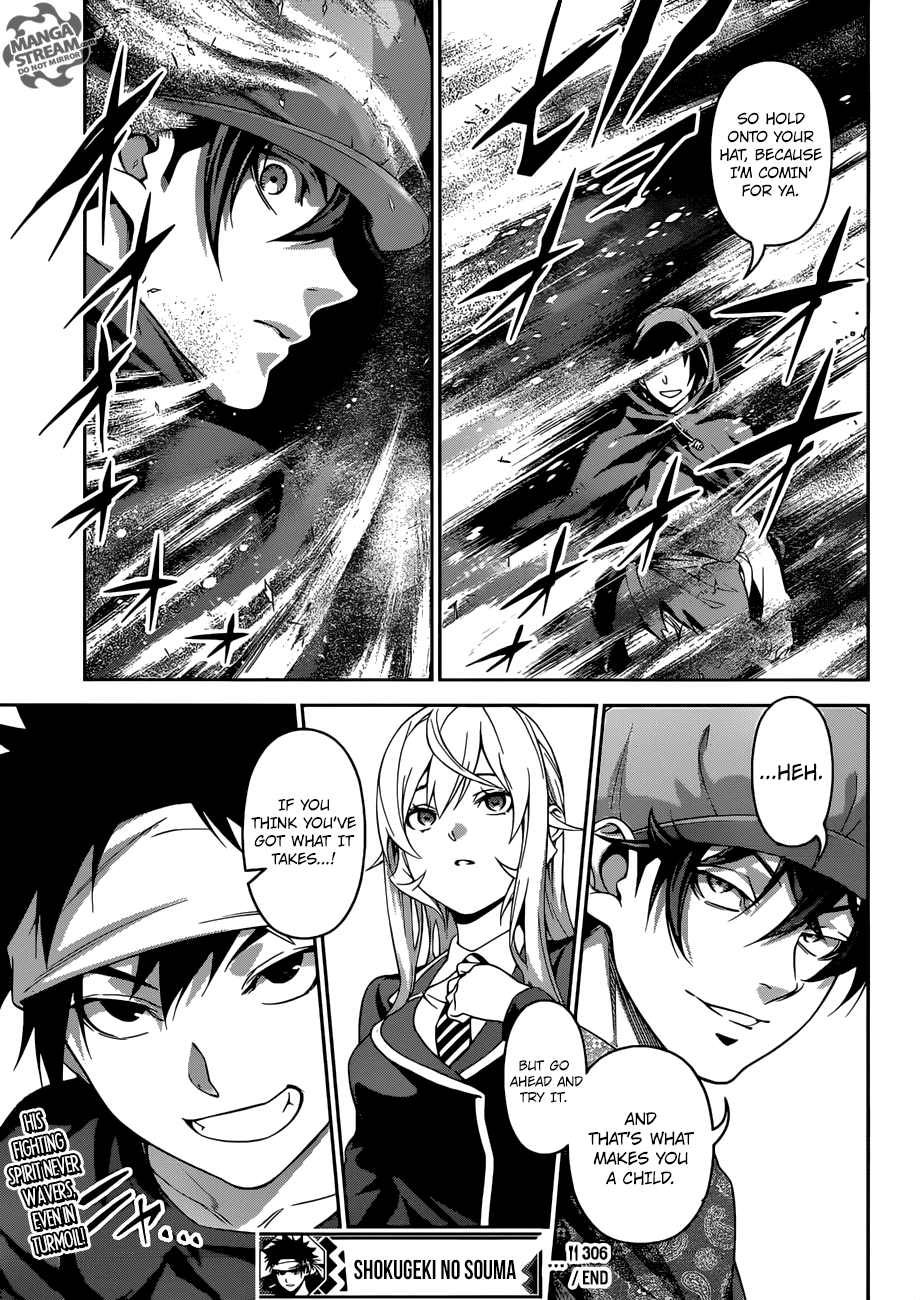 MANGA
STREAM
DO NOT MIRROR
SO HOLD
ONTO YOUR
HAT, BECAUSE
I'M COMIN'
FOR YA.
...HEH.
AND
THAT'S WHAT
MAKES YOU
A CHILD.
BUT GO
AHEAD AND
TRY IT.
IF YOU
THINK YOU'VE
GOT WHAT IT
TAKES...!
ニヤ...
HIS
FIGHTING
SPIRIT NEVER
WAVERS,
EVEN IN
TURMOIL!
SHOKUGEKI NO SOUMA
... 306
/ END